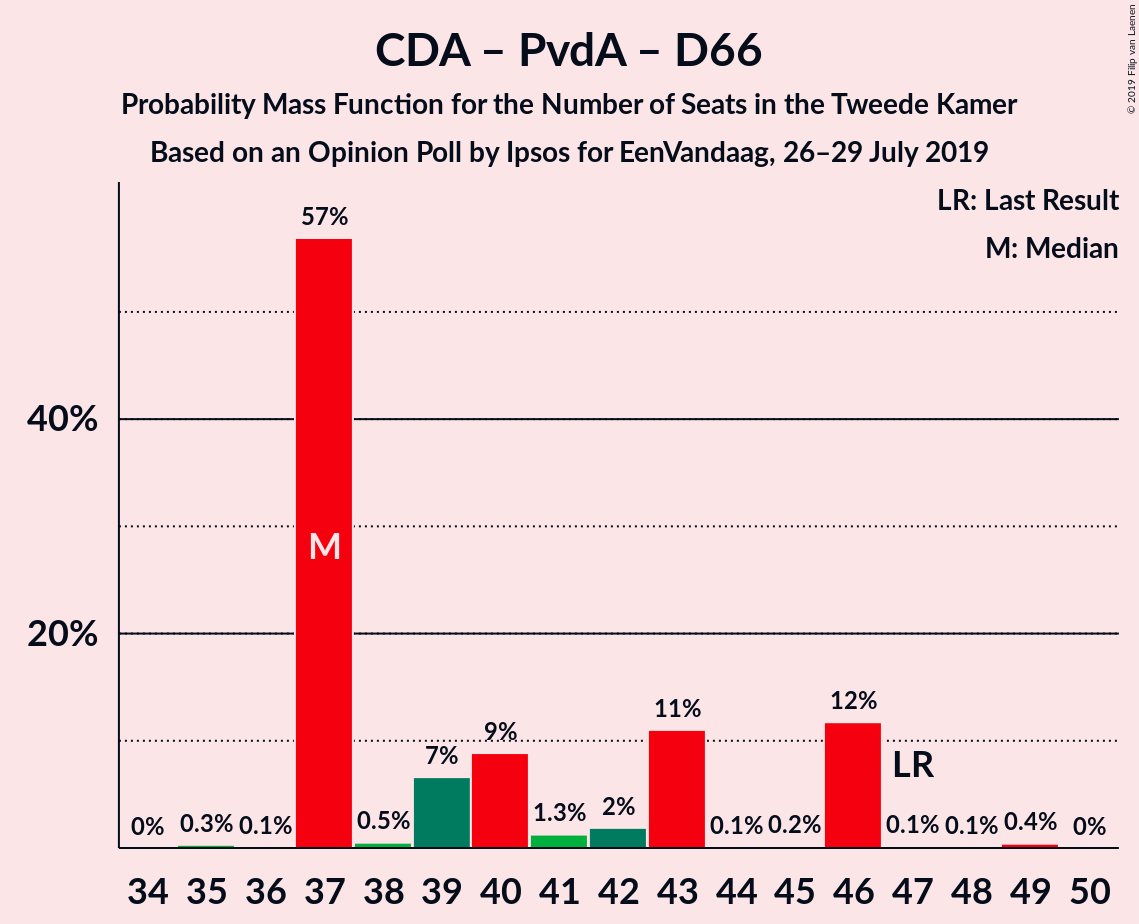 CDA – PvdA – D66
Probability Mass Function for the Number of Seats in the Tweede Kamer
Based on an Opinion Poll by Ipsos for EenVandaag, 26–29 July 2019
© 2019 Filip van Laenen
LR: Last Result
M: Median
40%
20%
0%
0.3%
0.1%
57%
0.5%
7%
9%
1.3%
2%
11%
0.1%
0.2%
12%
0.1%
0.1%
0.4%
0%
M
LR
34 35 36 37 38 39 40 41 42 43 44 45 46 47 48 49 50